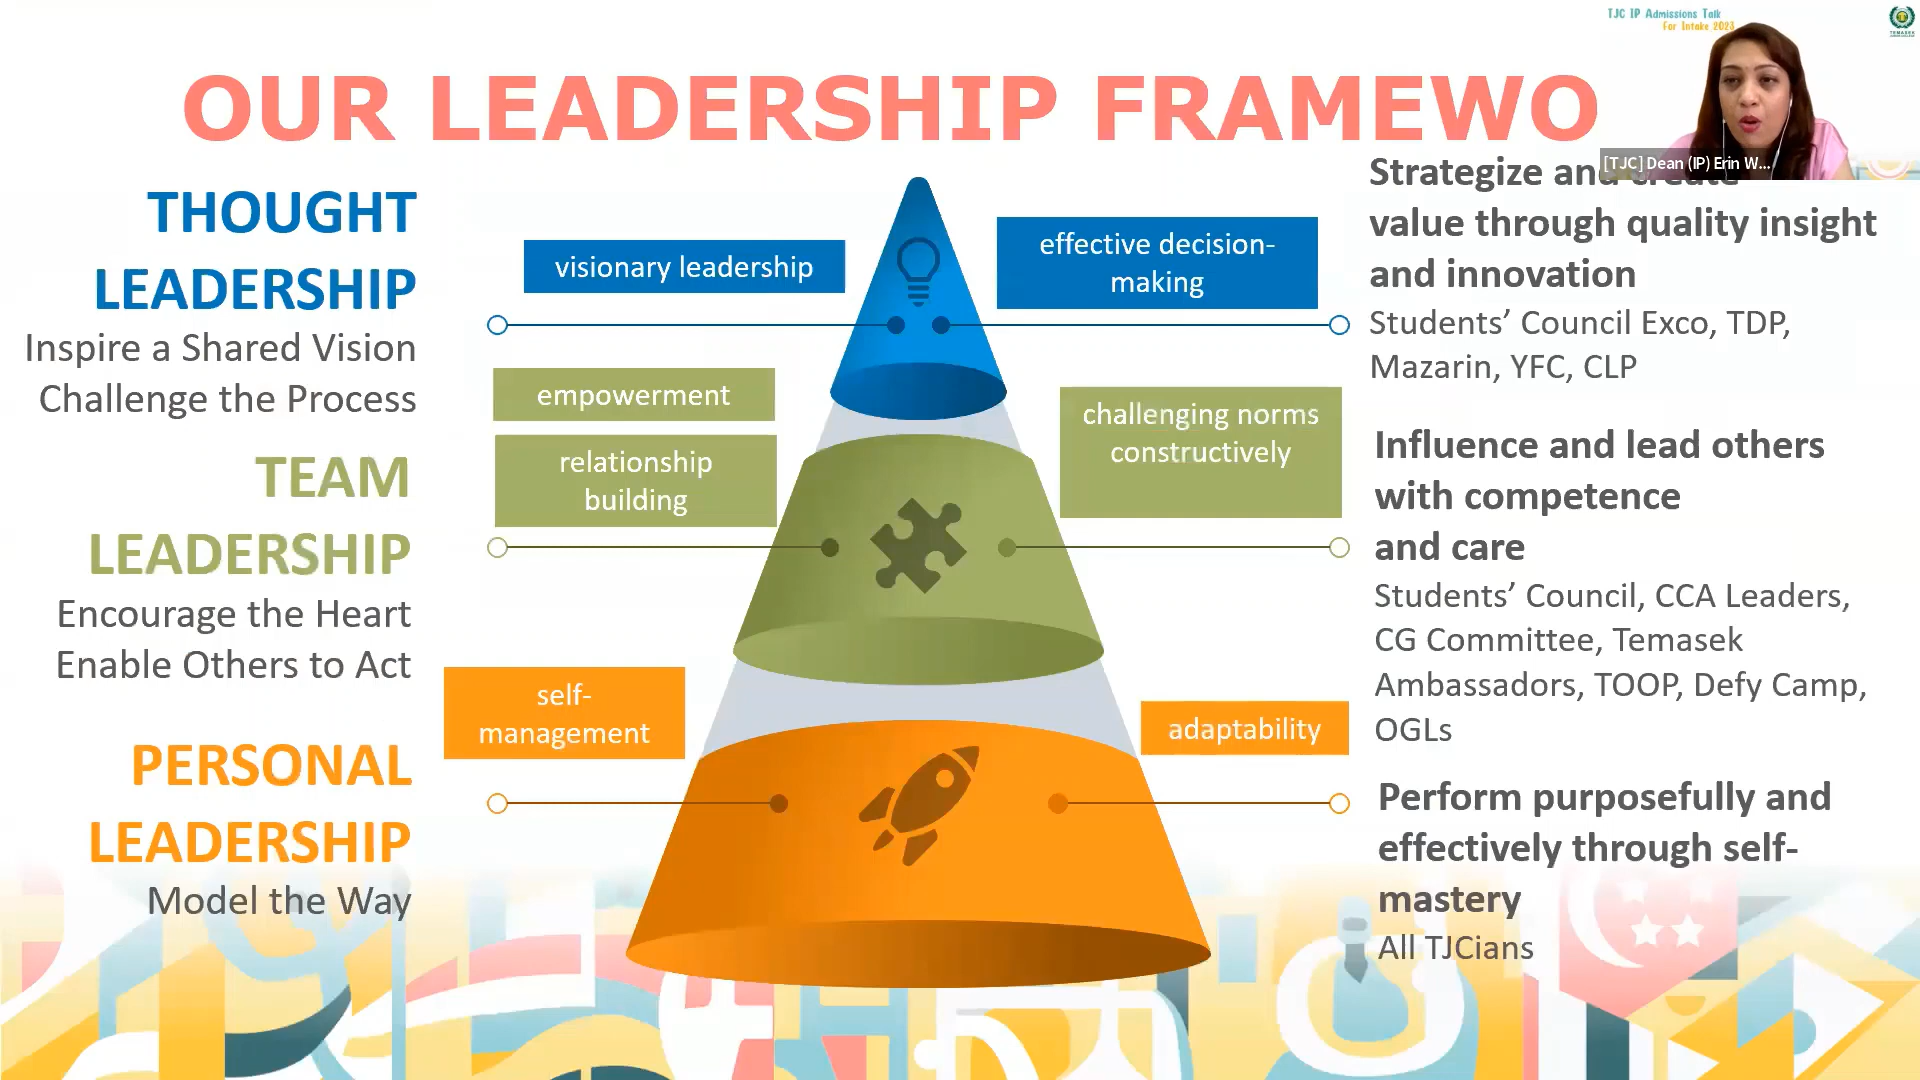 TJC IP Admissions Talk
For Intake 2023
TEMASEK
OUR LEADERSHIP FRAMEWO
[TJC] Dean (IP) Erin W...
THOUGHT
LEADERSHIP
Inspire a Shared Vision
Challenge the Process
visionary leadership
effective decision-
making
Strategize and create
value through quality insight
and innovation
Students’ Council Exco, TDP,
Mazarin, YFC, CLP
TEAM
LEADERSHIP
Encourage the Heart
Enable Others to Act
empowerment
relationship
building
challenging norms
constructively
Influence and lead others
with competence
and care
Students’ Council, CCA Leaders,
CG Committee, Temasek
Ambassadors, TOOP, Defy Camp,
OGLs
PERSONAL
LEADERSHIP
Model the Way
self-
management
adaptability
Perform purposefully and
effectively through self-
mastery
All TJCians